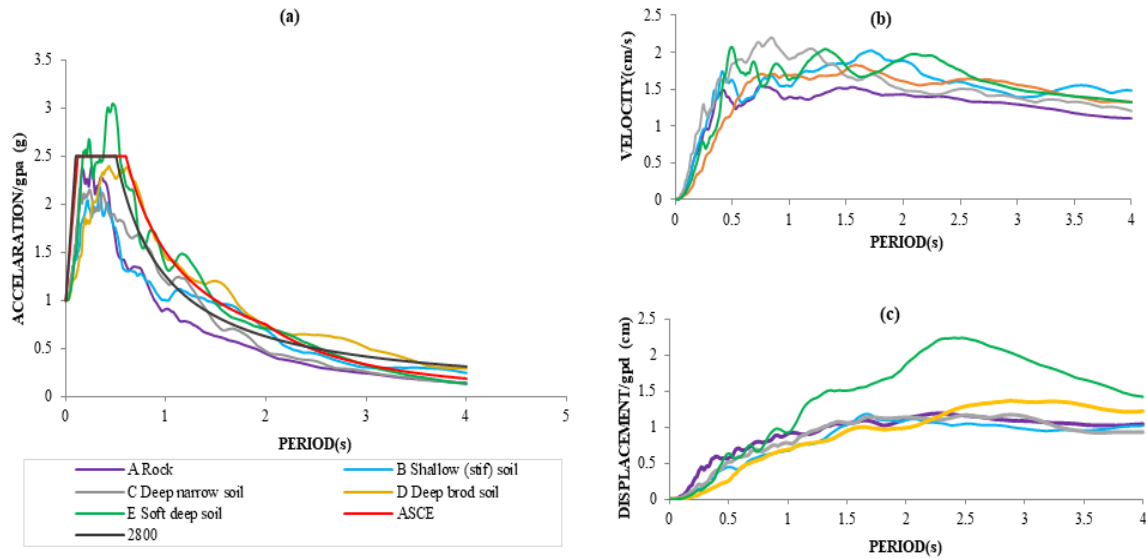 (a)
3.5
3
2.5
2
1.5
1
0.5
0
ACCELARATION/gpa (g)
0 1 2 3 4 5
PERIOD(s)
A Rock
B Shallow (stif) soil
C Deep narrow soil
D Deep brod soil
E Soft deep soil
ASCE
2800
(b)
2.5
2
1.5
1
0.5
0
VELOCITY(cm/s)
0 0.5 1 1.5 2 2.5 3 3.5 4
PERIOD(s)
(c)
2.5
2
1.5
1
0.5
0
DISPLACEMENT/gpd (cm)
0 0.5 1 1.5 2 2.5 3 3.5 4
PERIOD(s)